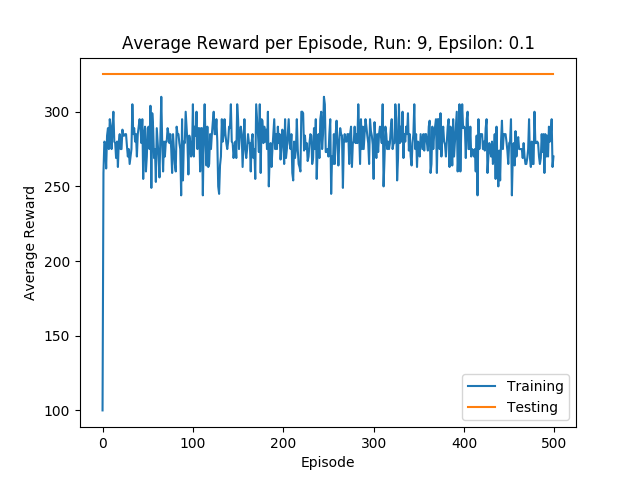 Average Reward per Episode, Run: 9, Epsilon: 0.1
Average Reward
300
250
200
150
100
0
100
200
300
400
500
Episode
Training
Testing